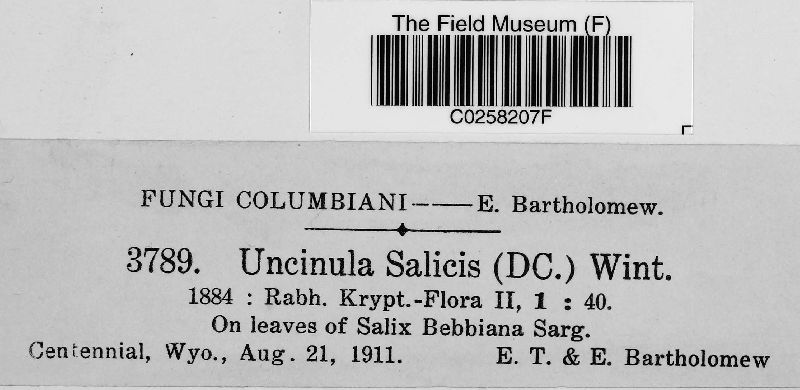 The Field Museum (F)
C0258207F
FUNGI COLUMBIANI—E. Bartholomew.
3789. Uncinula Salicis (DC.) Wint.
1884 : Rabh. Krypt.-Flora II, 1 : 40.
On leaves of Salix Bebbiana Sarg.
Centennial, Wyo., Aug. 21, 1911. E. T. & E. Bartholomew